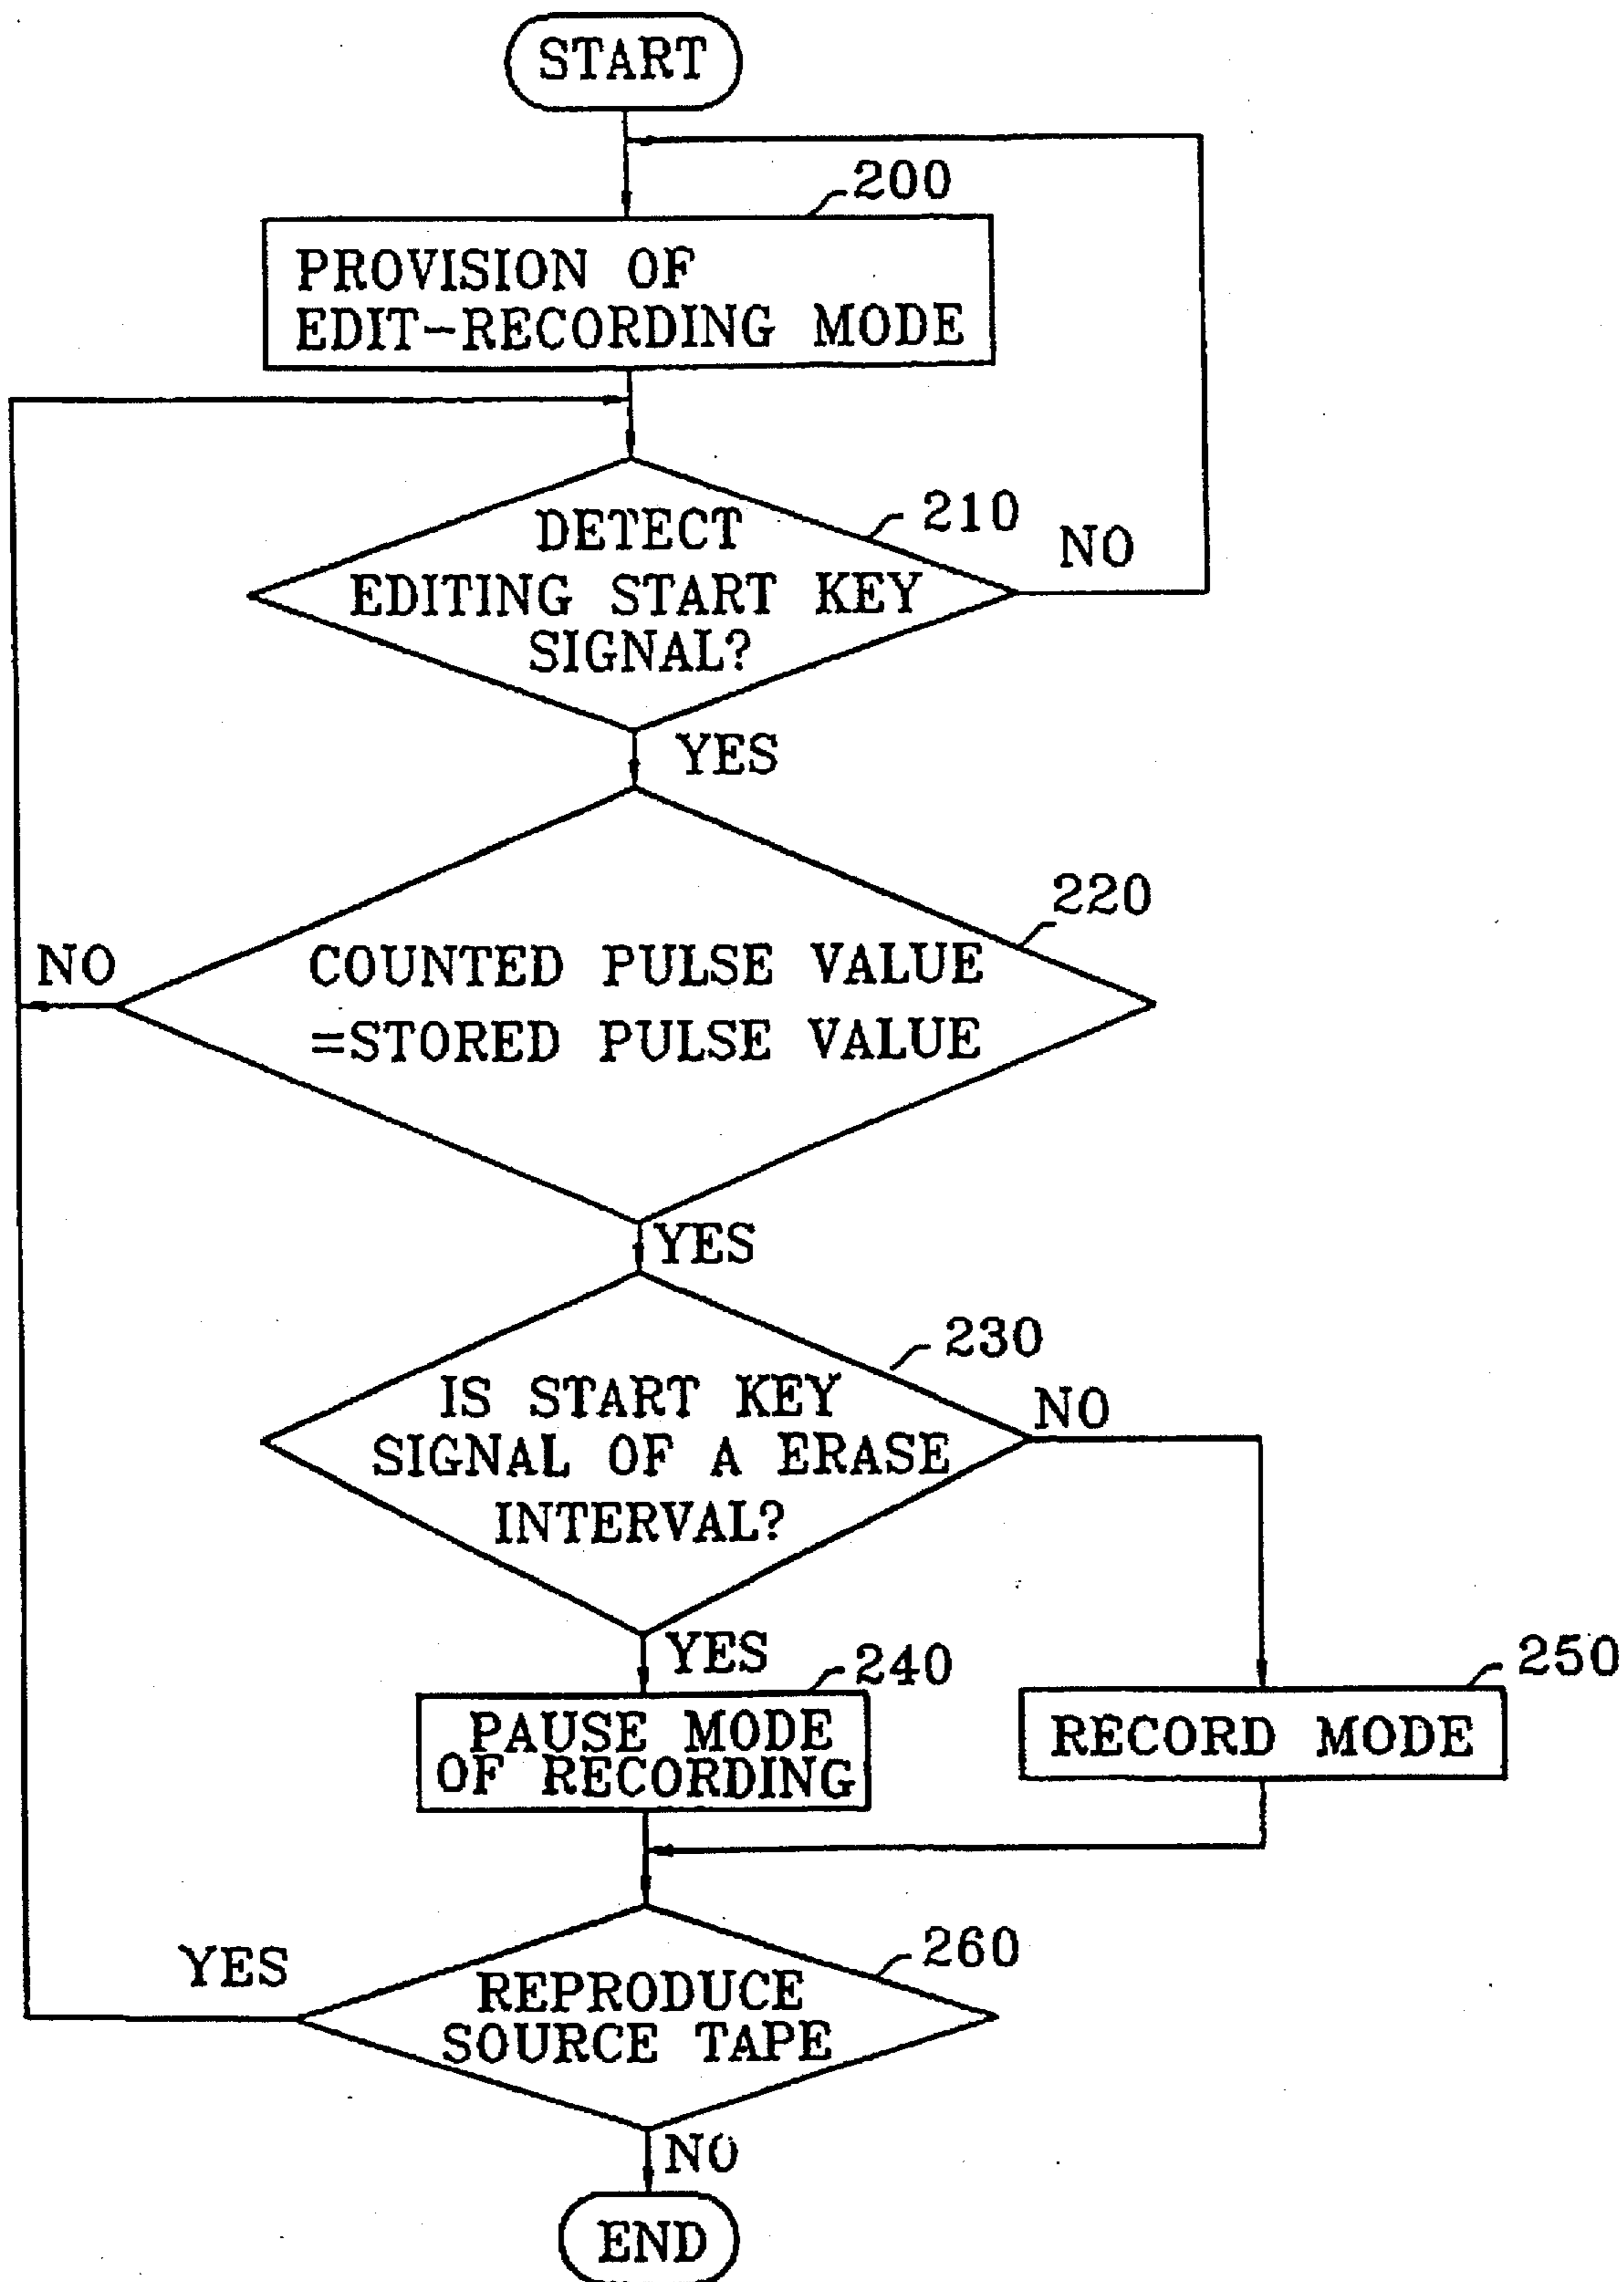 START
200
PROVISION OF
EDIT-RECORDING MODE
210
DETECT
EDITING START KEY
SIGNAL?
NO
YES
220
NO
COUNTED PULSE VALUE
=STORED PULSE VALUE
YES
230
IS START KEY
SIGNAL OF A ERASE
INTERVAL?
NO
YES
240
PAUSE MODE
OF RECORDING
250
RECORD MODE
YES
260
REPRODUCE
SOURCE TAPE
NO
END